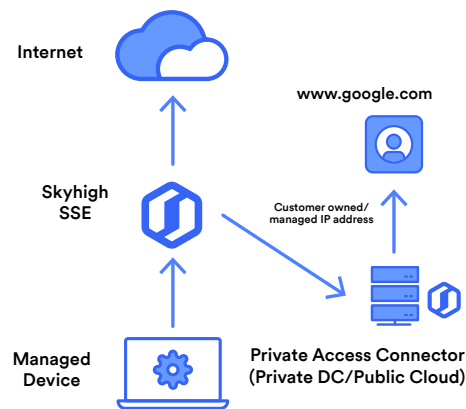 Internet
www.google.com
Skyhigh
SSE
Customer owned/
managed IP address
Managed
Device
Private Access Connector
(Private DC/Public Cloud)